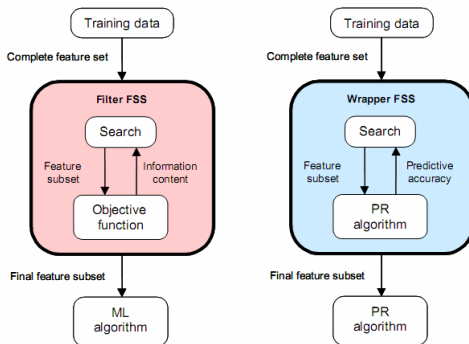 Training data
Complete feature set
Filter FSS
Search
Feature
subset
Information
content
Objective
function
Final feature subset
ML
algorithm
Training data
Complete feature set
Wrapper FSS
Search
Feature
subset
Predictive
accuracy
PR
algorithm
Final feature subset
PR
algorithm